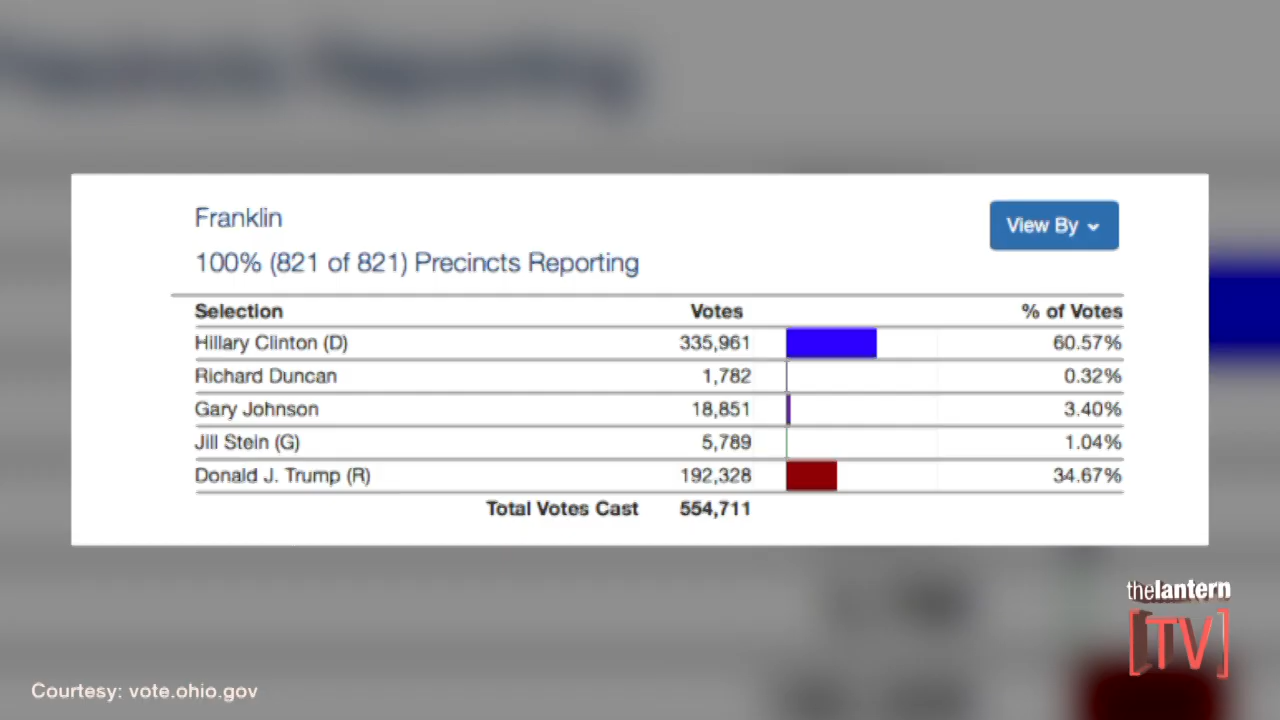 Precincts Reporting
Franklin
View By
100% (821 of 821) Precincts Reporting
Selection Votes % of Votes
Hillary Clinton (D) 335,961 60.57%
Richard Duncan 1,782 0.32%
Gary Johnson 18,851 3.40%
Jill Stein (G) 5,789 1.04%
Donald J. Trump (R) 192,328 34.67%
Total Votes Cast 554,711
thelantern
[TV]
Courtesy: vote.ohio.gov